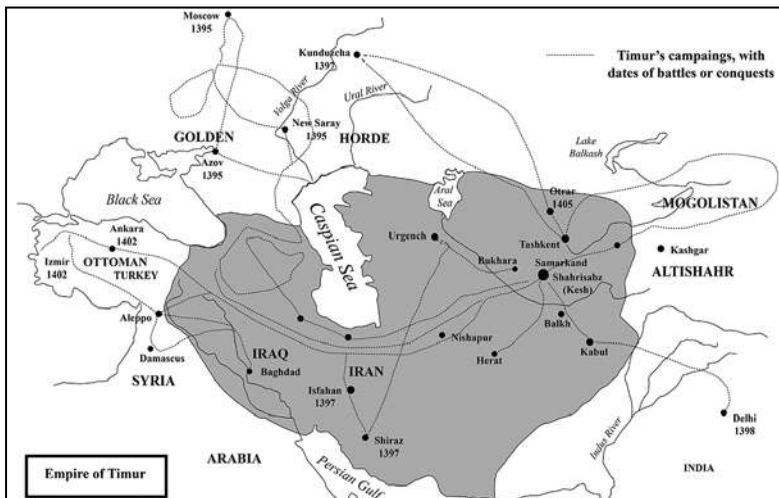 Moscow
1395
Kunduzcha
1392
Timur's campaings, with
dates of battles or conquests
Volga River
Ural River
New Saray
1395
GOLDEN
HORDE
Azov
1395
Lake
Balkash
Black Sea
Caspian Sea
Aral
Sea
Otrar
1405
MOGOLISTAN
Ankara
1402
Urgench
Tashkent
Izmir
1402
OTTOMAN
TURKEY
Bukhara
Samarkand
Shahrisabz
(Kesh)
Kashgar
ALTISHAHR
Aleppo
Balkh
Nishapur
Damascus
IRAQ
Baghdad
IRAN
Herat
Kabul
SYRIA
Isfahan
1397
Delhi
1398
Shiraz
1397
Indus River
ARABIA
Persian Gulf
INDIA
Empire of Timur